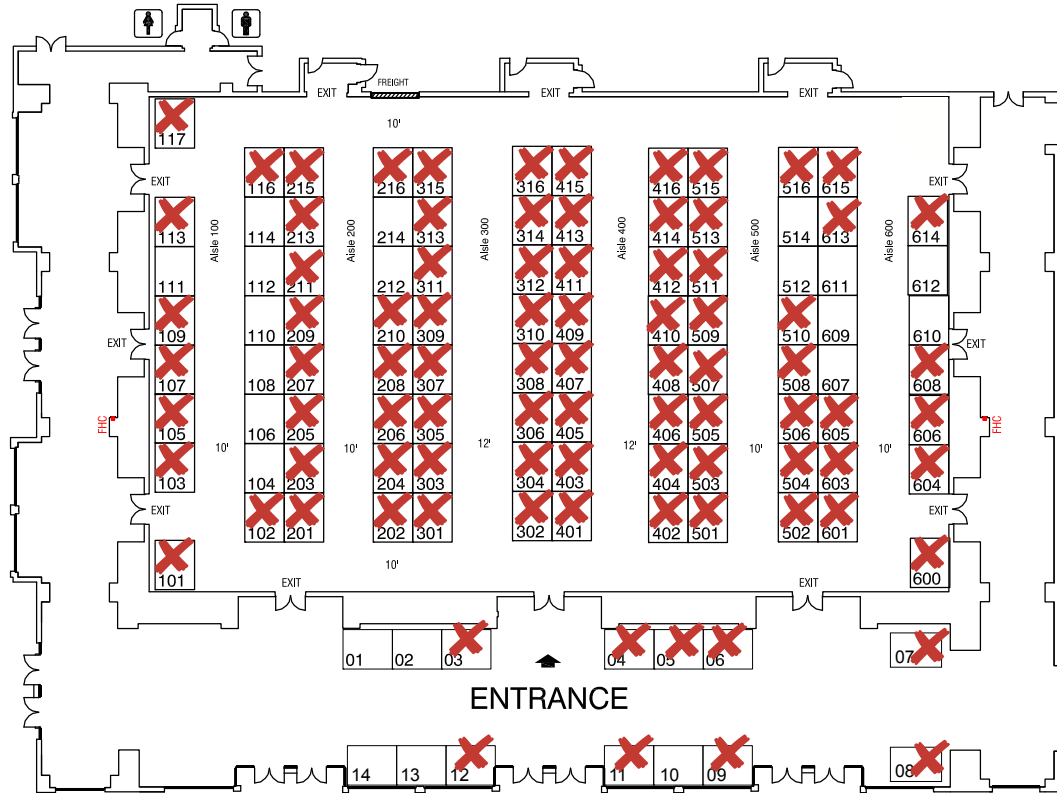 FREIGHT
EXIT EXIT EXIT
10'
117
EXIT EXIT
116 215 216 315 316 415 416 515 516 615
113 114 213 214 313 314 413 414 513 514 613 614
Aisle 100 Aisle 200 Aisle 300 Aisle 400 Aisle 500 Aisle 600
111 112 211 212 311 312 411 412 511 512 611 612
109 110 209 210 309 310 409 410 509 510 609 610
EXIT EXIT
107 108 207 208 307 308 407 408 507 508 607 608
FHC FHC
105 106 205 206 305 306 405 406 505 506 605 606
10' 10' 12' 12' 10' 10'
103 104 203 204 303 304 403 404 503 504 603 604
EXIT EXIT
102 201 202 301 302 401 402 501 502 601
10'
101 600
EXIT EXIT
01 02 03 04 05 06 07
ENTRANCE
14 13 12 11 10 09 08